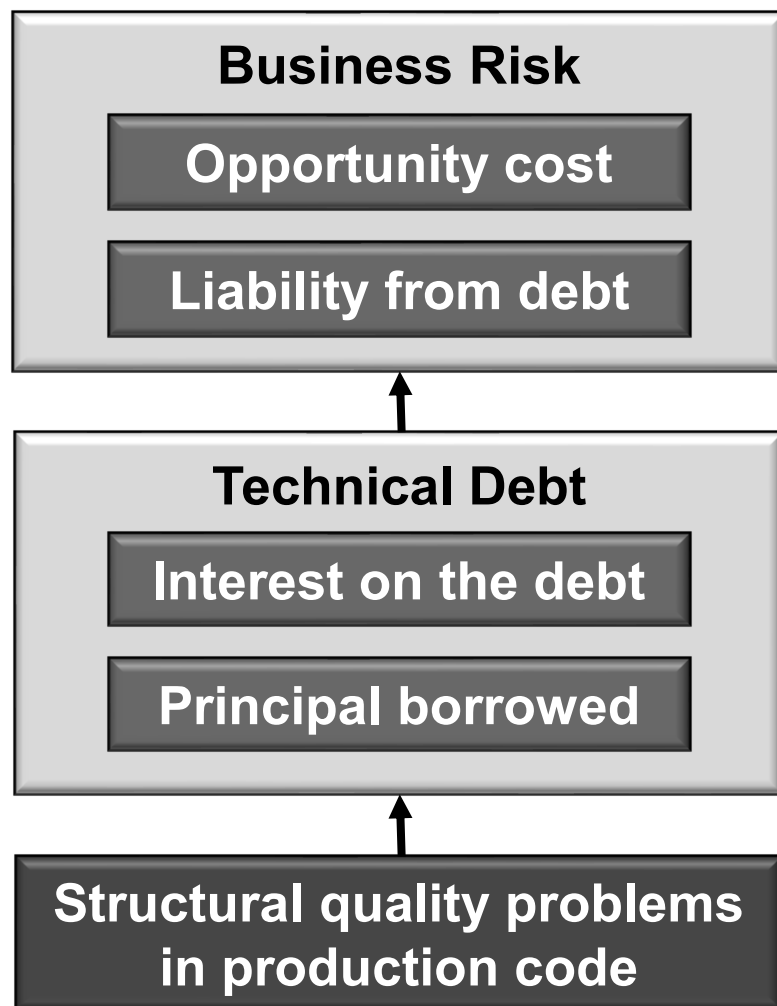 Business Risk
Opportunity cost
Liability from debt
Technical Debt
Interest on the debt
Principal borrowed
Structural quality problems
in production code